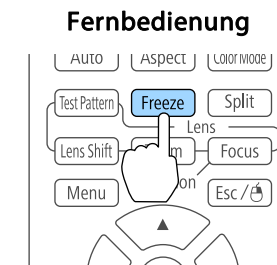 Fernbedienung
Auto Aspect Color Mode
Test Pattern Freeze Split
Lens
Lens Shift Focus
Menu Esc /